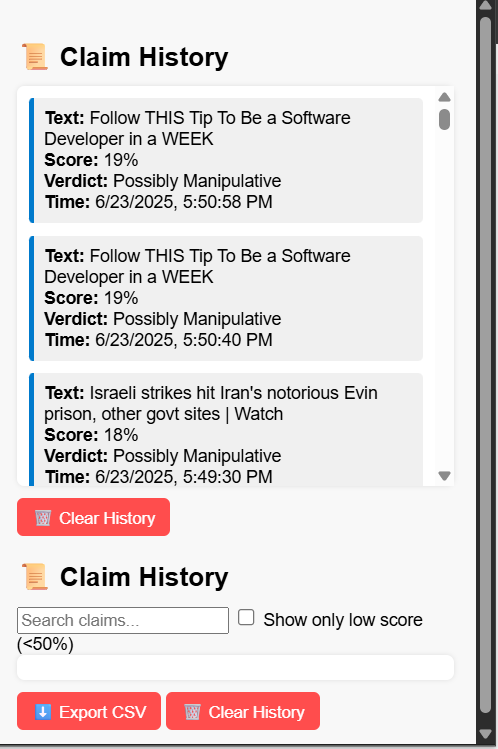 📜 Claim History
Text: Follow THIS Tip To Be a Software
Developer in a WEEK
Score: 19%
Verdict: Possibly Manipulative
Time: 6/23/2025, 5:50:58 PM
Text: Follow THIS Tip To Be a Software
Developer in a WEEK
Score: 19%
Verdict: Possibly Manipulative
Time: 6/23/2025, 5:50:40 PM
Text: Israeli strikes hit Iran's notorious Evin
prison, other govt sites | Watch
Score: 18%
Verdict: Possibly Manipulative
Time: 6/23/2025, 5:49:30 PM
🗑️ Clear History
📜 Claim History
Search claims... Show only low score
(<50%)
⬇️ Export CSV 🗑️ Clear History